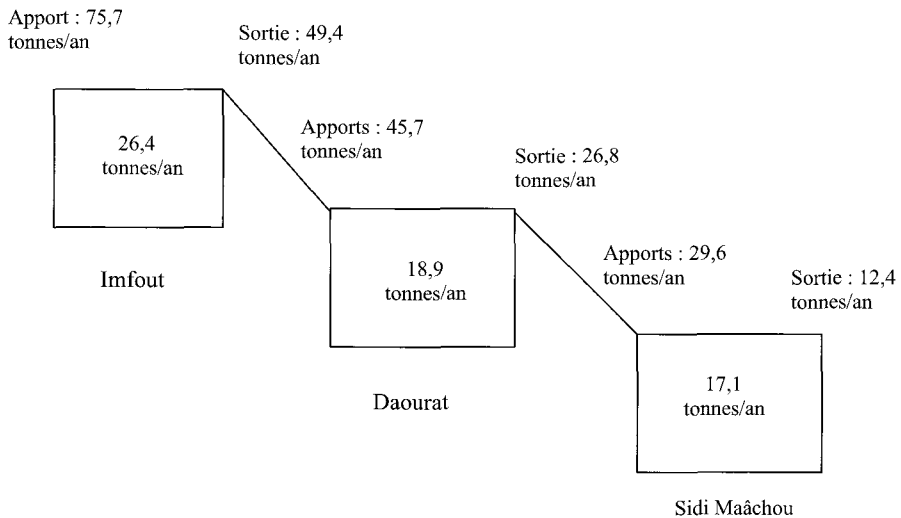 Apport : 75,7
tonnes/an
Sortie : 49,4
tonnes/an
26,4
tonnes/an
Imfout
Apports : 45,7
tonnes/an
Sortie : 26,8
tonnes/an
18,9
tonnes/an
Daourat
Apports : 29,6
tonnes/an
Sortie : 12,4
tonnes/an
17,1
tonnes/an
Sidi Maâchou